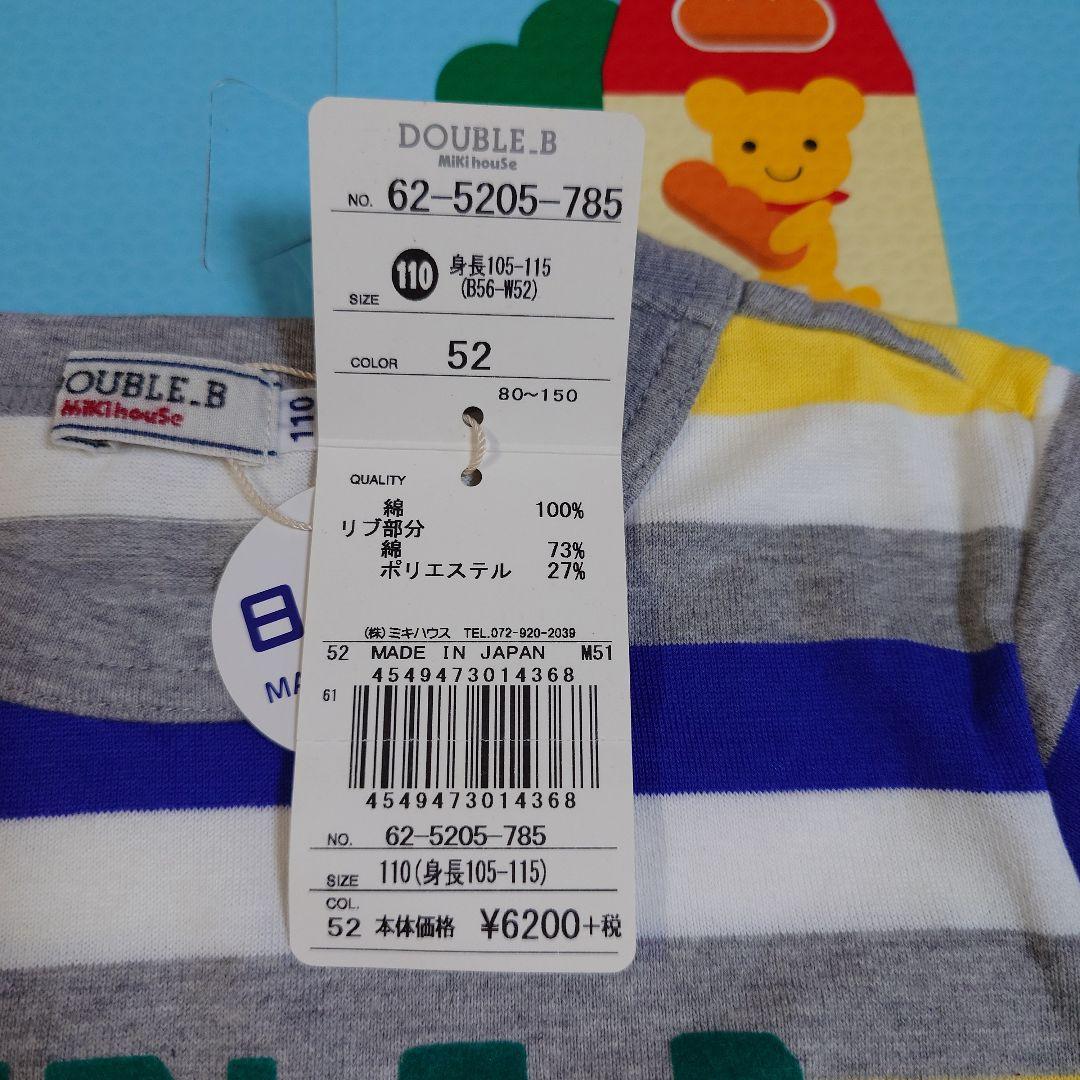 DOUBLE_B
MiKi houSe
NO. 62-5205-785
SIZE 110 身長105-115
(B56-W52)
COLOR 52
80~150
QUALITY
綿 100%
リブ部分
綿 73%
ポリエステル 27%
(株)ミキハウス TEL.072-920-2039
52 MADE IN JAPAN M51
4549473014368
61
4549473014368
NO. 62-5205-785
SIZE 110(身長105-115)
COL.
52 本体価格 ¥6200+税
OUBLE_B
MiKi houSe
110